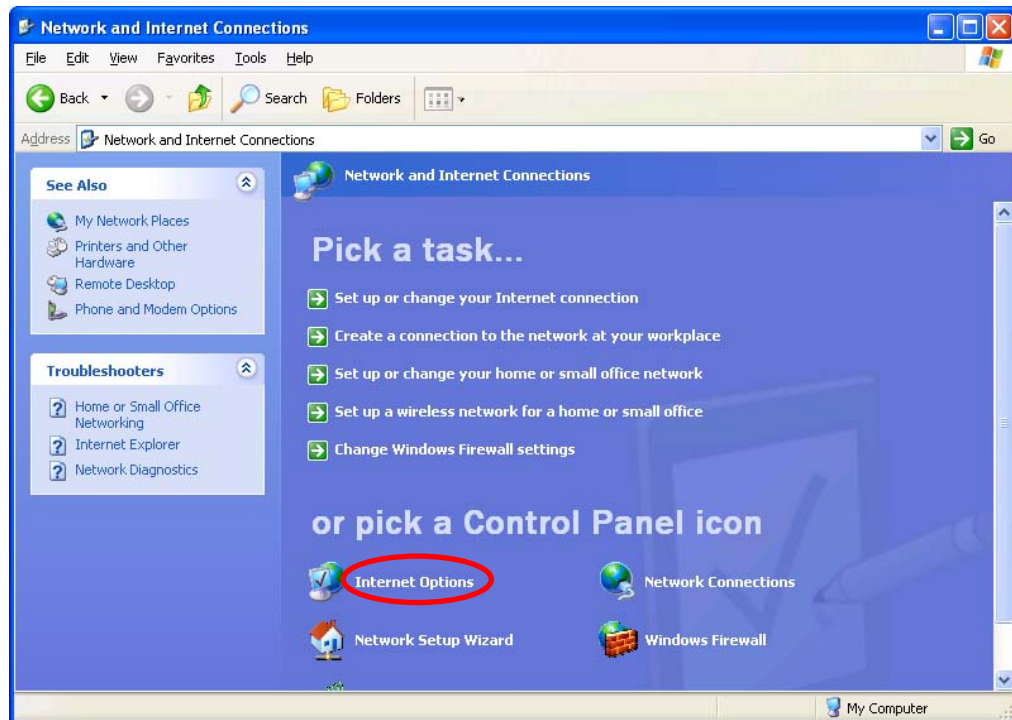 Network and Internet Connections
File Edit View Favorites Tools Help
Back Search Folders
Address Network and Internet Connections Go
See Also
My Network Places
Printers and Other
Hardware
Remote Desktop
Phone and Modem Options
Troubleshooters
Home or Small Office
Networking
Internet Explorer
Network Diagnostics
Network and Internet Connections
Pick a task...
Set up or change your Internet connection
Create a connection to the network at your workplace
Set up or change your home or small office network
Set up a wireless network for a home or small office
Change Windows Firewall settings
or pick a Control Panel icon
Internet Options Network Connections
Network Setup Wizard Windows Firewall
My Computer